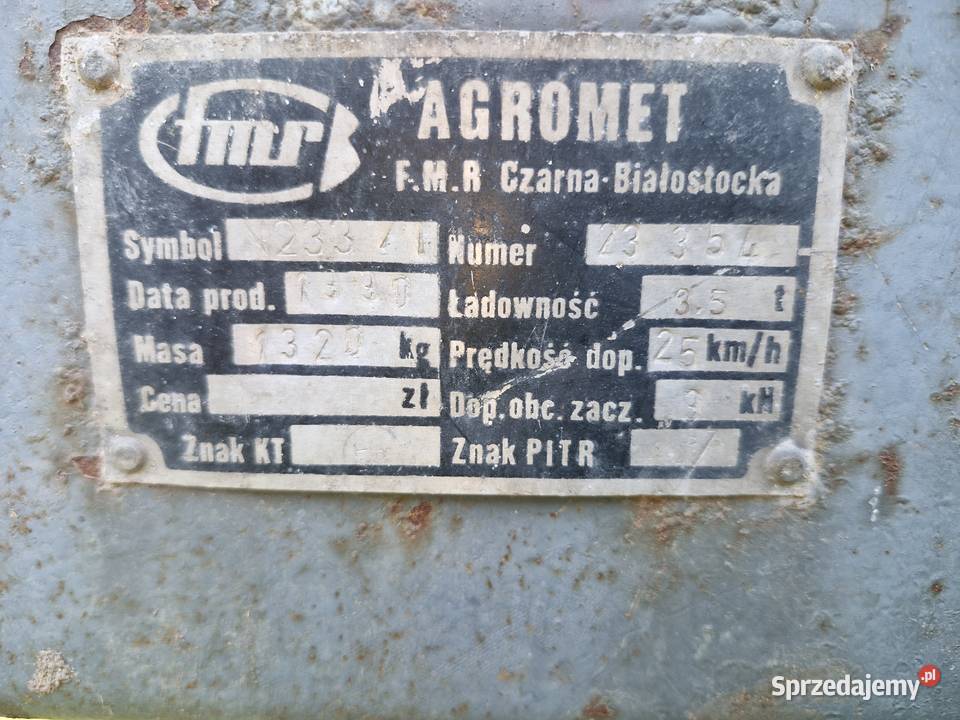 fmr AGROMET
F.M.R Czarna-Białostocka
Symbol Numer 23 354
Data prod. Ładowność 3.5 t
Masa 1320 kg Prędkość dop. 25 km/h
Cena zł Dop. obc. zacz. 9 kN
Znak KT Znak PITR
Sprzedajemy.pl